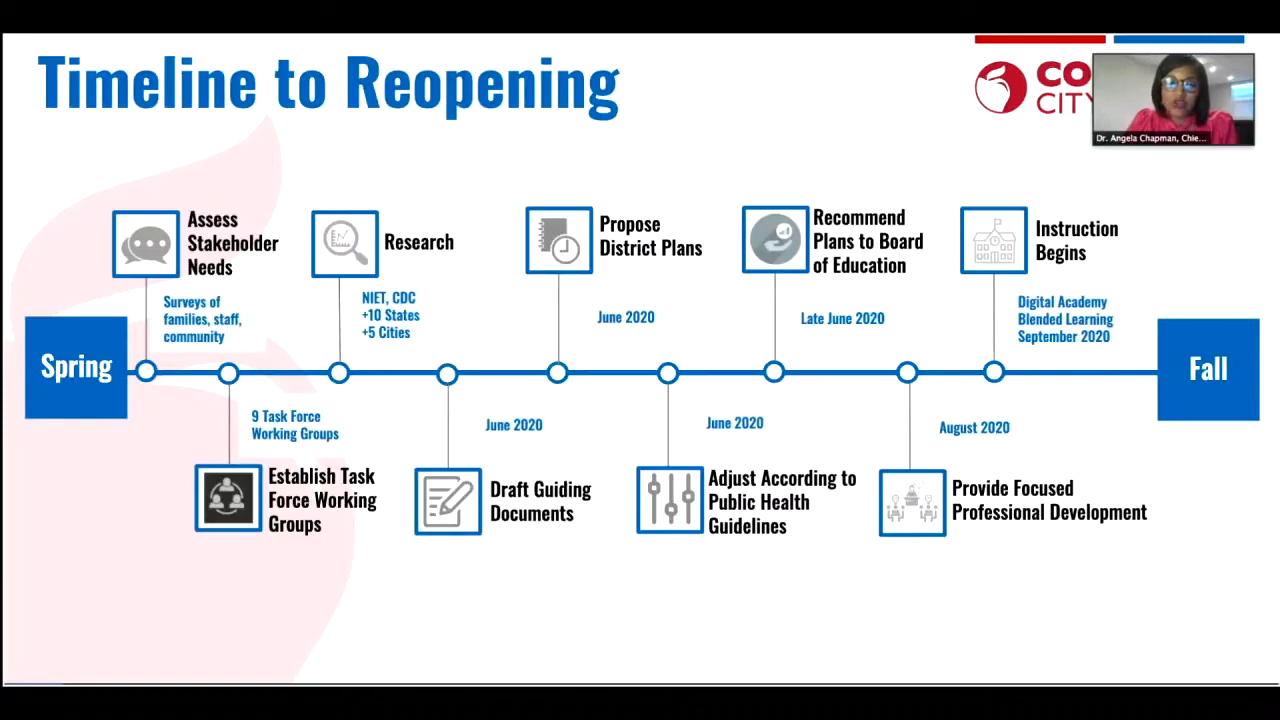 Timeline to Reopening
CO
CITY
Dr. Angela Chapman, Chie...
Assess
Stakeholder
Needs
Surveys of
families, staff,
community
Research
NIET, CDC
+10 States
+5 Cities
Propose
District Plans
June 2020
Recommend
Plans to Board
of Education
Late June 2020
Instruction
Begins
Digital Academy
Blended Learning
September 2020
Spring
Fall
9 Task Force
Working Groups
Establish Task
Force Working
Groups
June 2020
Draft Guiding
Documents
June 2020
Adjust According to
Public Health
Guidelines
August 2020
Provide Focused
Professional Development